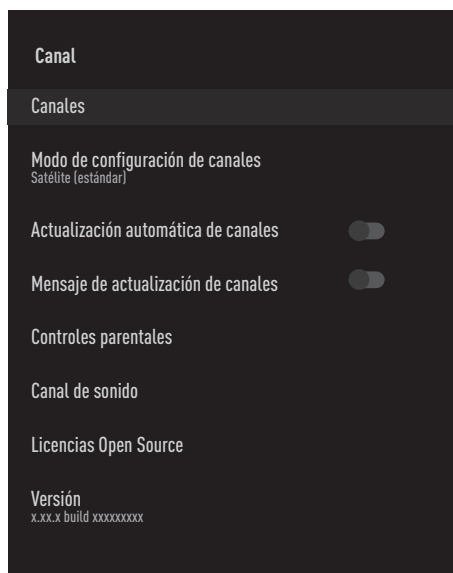 Canal
Canales
Modo de configuración de canales
Satélite (estándar)
Actualización automática de canales
Mensaje de actualización de canales
Controles parentales
Canal de sonido
Licencias Open Source
Versión
x.xx.x build xxxxxxxxx